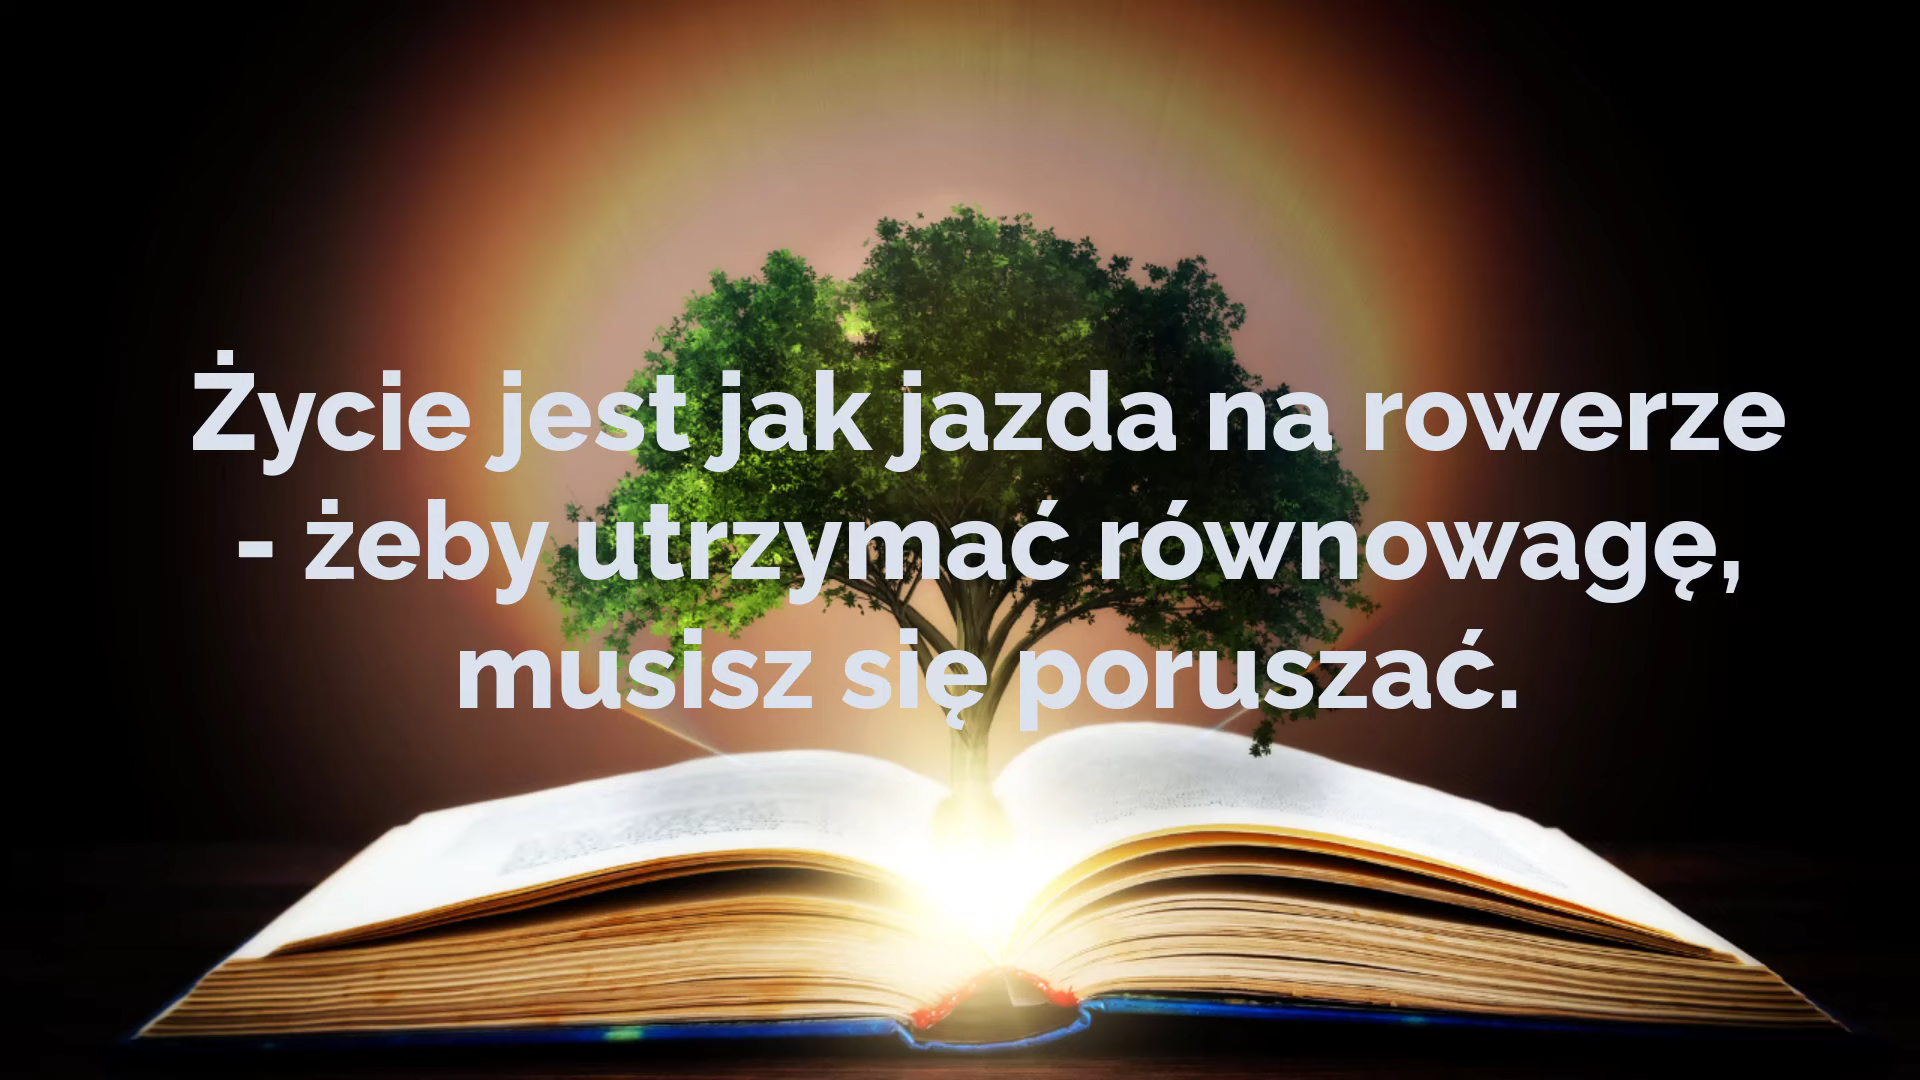 Życie jest jak jazda na rowerze
- żeby utrzymać równowagę,
musisz się poruszać.